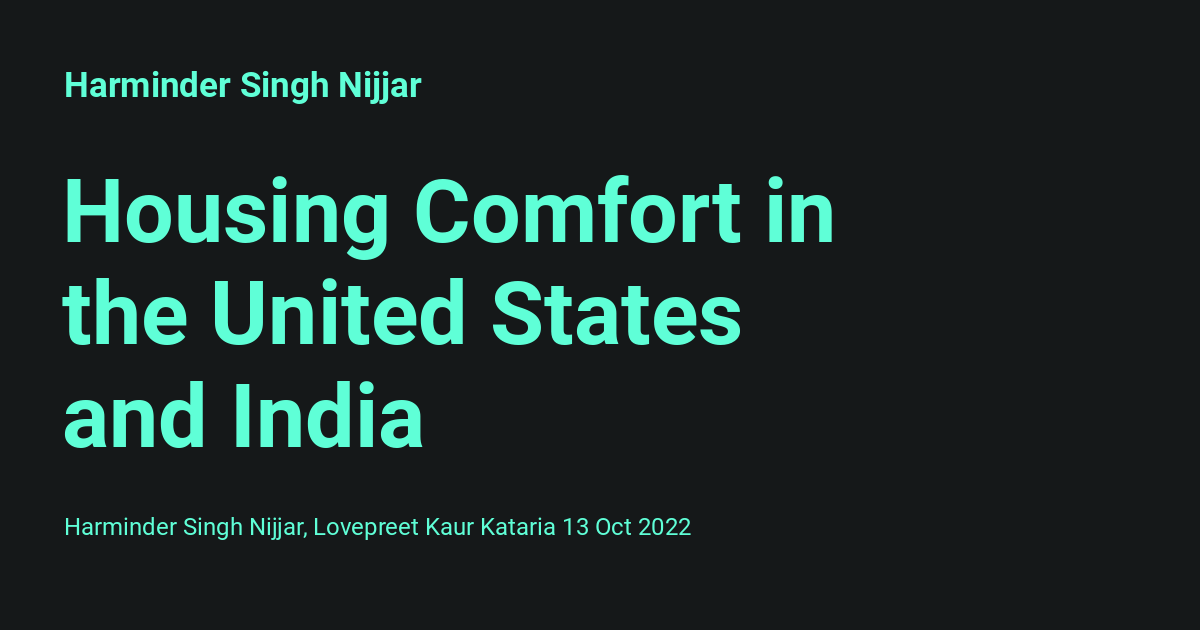 Harminder Singh Nijjar
Housing Comfort in
the United States
and India
Harminder Singh Nijjar, Lovepreet Kaur Kataria 13 Oct 2022